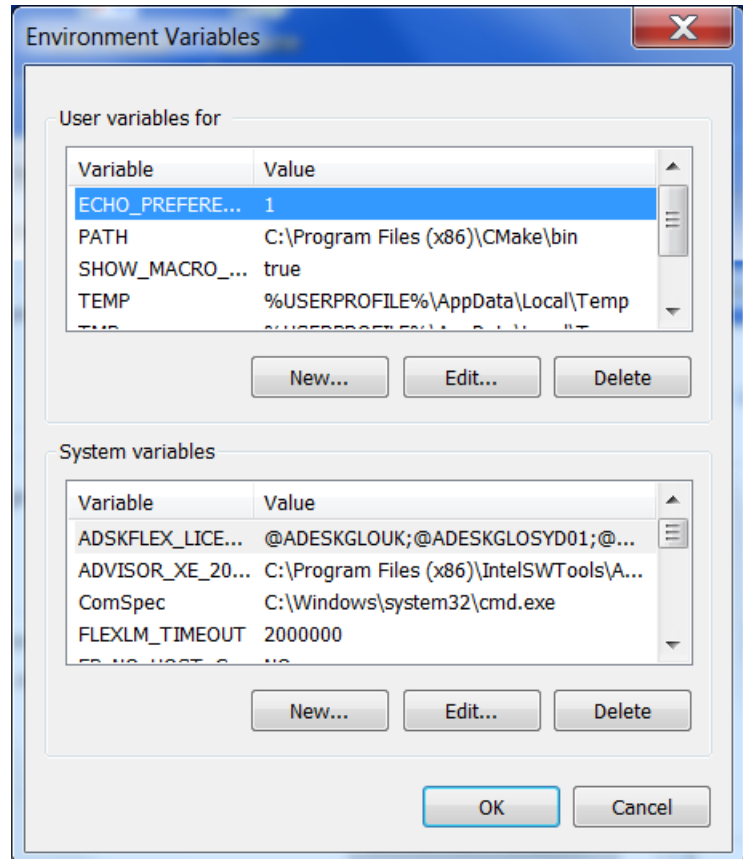 Environment Variables
User variables for
Variable Value
ECHO_PREFERE... 1
PATH C:\Program Files (x86)\CMake\bin
SHOW_MACRO_... true
TEMP %USERPROFILE%\AppData\Local\Temp
New... Edit... Delete
System variables
Variable Value
ADSKFLEX_LICE... @ADESKGLOUK;@ADESKGLOSYD01;@...
ADVISOR_XE_20... C:\Program Files (x86)\IntelSWTools\A...
ComSpec C:\Windows\system32\cmd.exe
FLEXLM_TIMEOUT 2000000
New... Edit... Delete
OK Cancel